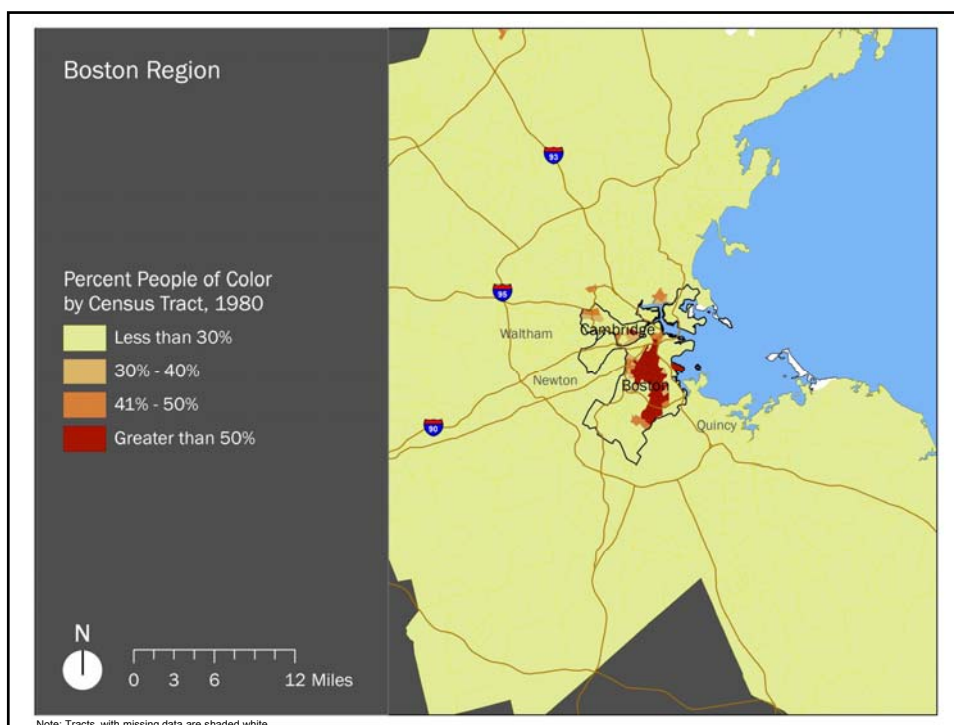 Boston Region
Percent People of Color
by Census Tract, 1980
Less than 30%
30% - 40%
41% - 50%
Greater than 50%
N
0 3 6 12 Miles
93
95
Waltham
Cambridge
Newton
Boston
90
Quincy
Note: Tracts with missing data are shaded white